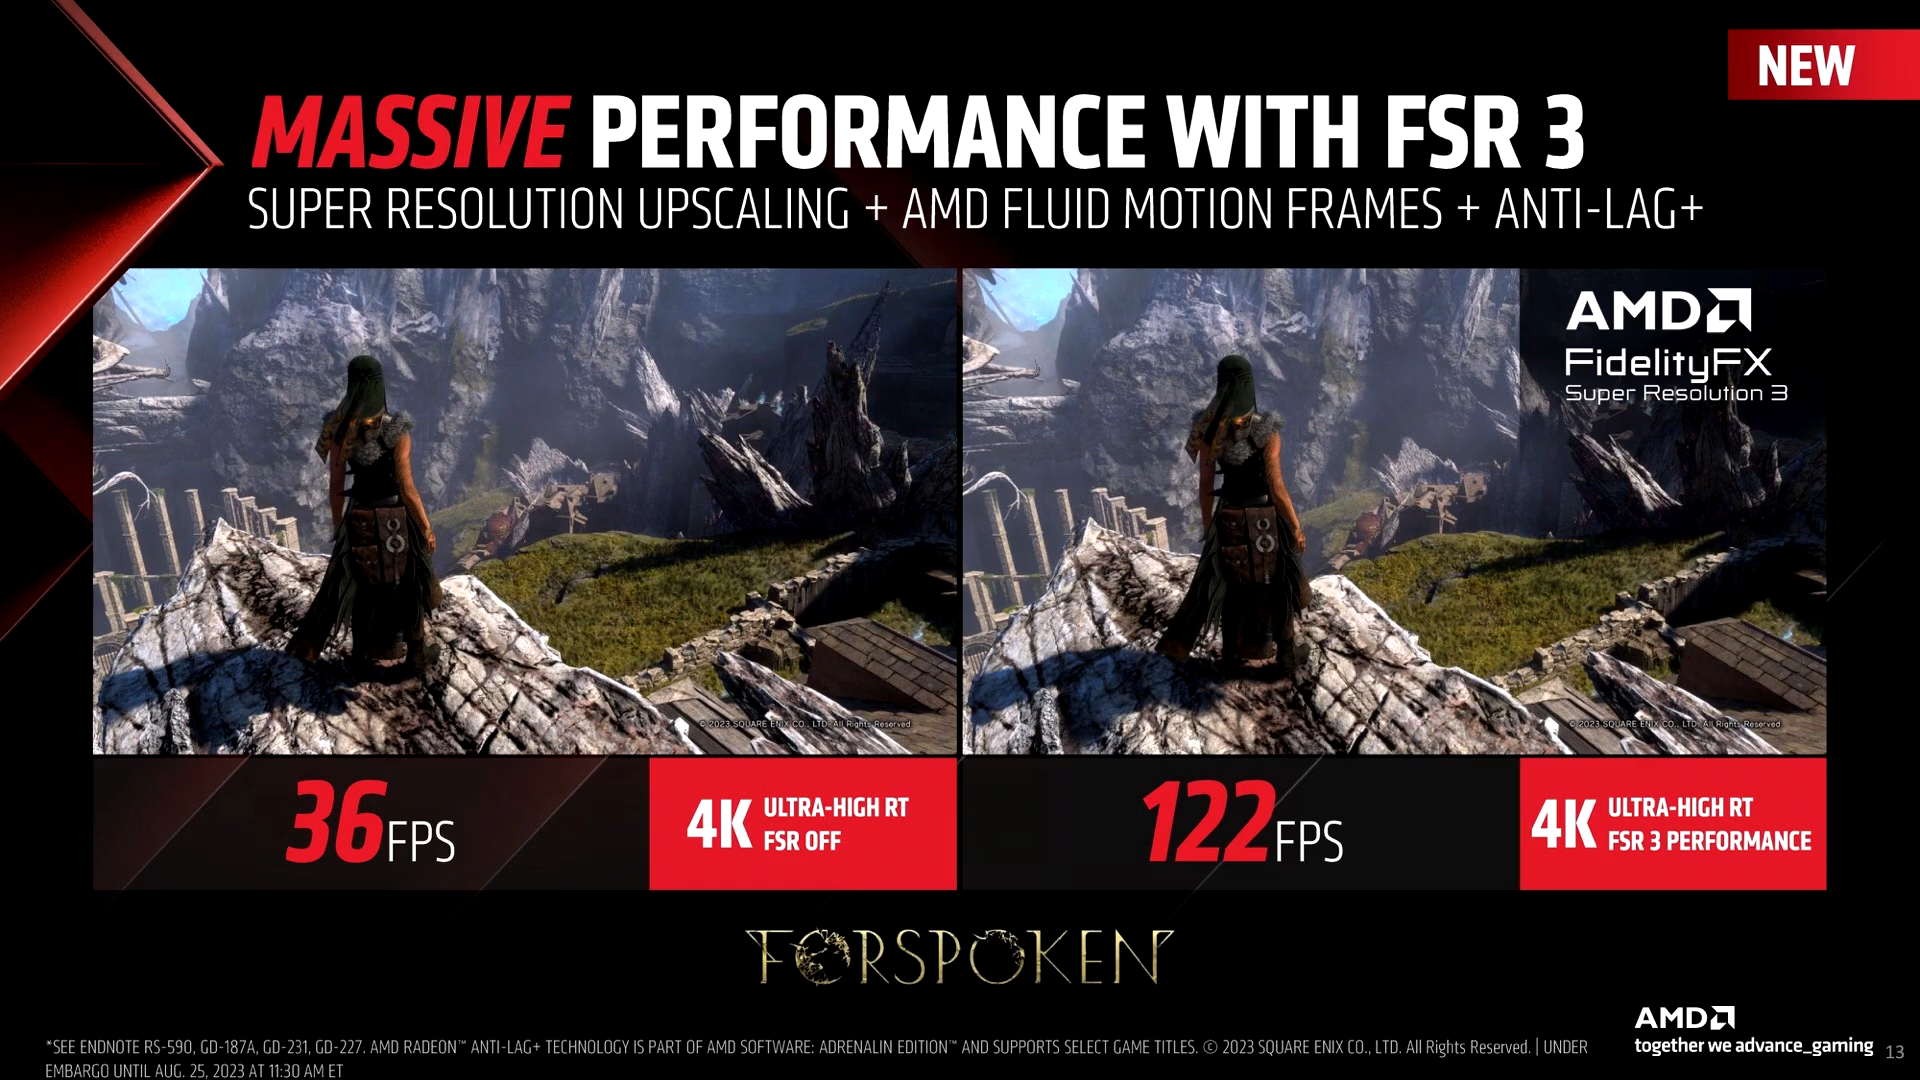 NEW
MASSIVE PERFORMANCE WITH FSR 3
SUPER RESOLUTION UPSCALING + AMD FLUID MOTION FRAMES + ANTI-LAG+
AMD
FidelityFX
Super Resolution 3
© 2023 SQUARE ENIX CO., LTD. All Rights Reserved.
© 2023 SQUARE ENIX CO., LTD. All Rights Reserved.
36FPS
4K ULTRA-HIGH RT
FSR OFF
122FPS
4K ULTRA-HIGH RT
FSR 3 PERFORMANCE
FORSPOKEN
AMD
together we advance_gaming
*SEE ENDNOTE RS-590, GD-187A, GD-231, GD-227. AMD RADEON™ ANTI-LAG+ TECHNOLOGY IS PART OF AMD SOFTWARE: ADRENALIN EDITION™ AND SUPPORTS SELECT GAME TITLES. © 2023 SQUARE ENIX CO., LTD. All Rights Reserved. | UNDER
EMBARGO UNTIL AUG. 25, 2023 AT 11:30 AM ET
13